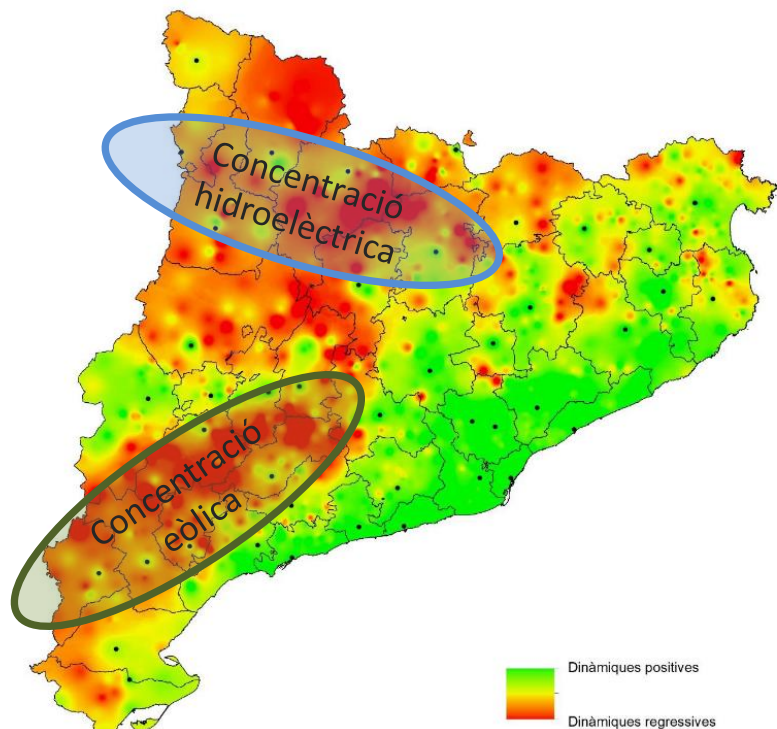 Concentració
hidroelèctrica
Concentració
eòlica
Dinàmiques positives
Dinàmiques regressives